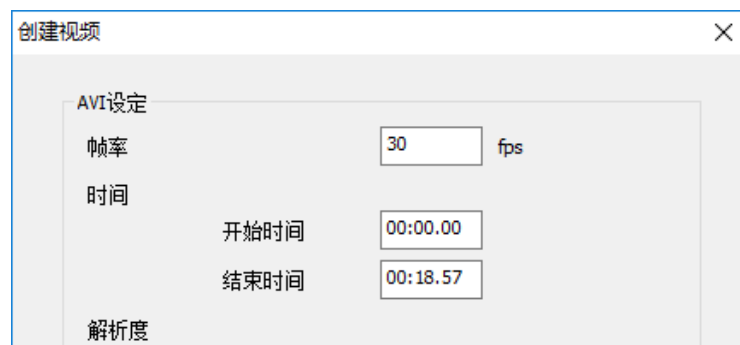 创建视频
AVI设定
帧率 30 fps
时间
开始时间 00:00.00
结束时间 00:18.57
解析度